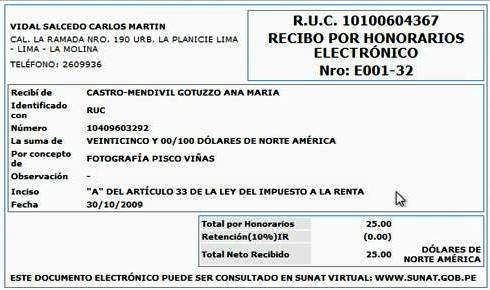 VIDAL SALCEDO CARLOS MARTIN
CAL. LA RAMADA NRO. 190 URB. LA PLANICIE LIMA
- LIMA - LA MOLINA
TELÉFONO: 2609936
R.U.C. 10100604367
RECIBO POR HONORARIOS
ELECTRÓNICO
Nro: E001-32
Recibí de CASTRO-MENDIVIL GOTUZZO ANA MARIA
Identificado
con RUC
Número 10409603292
La suma de VEINTICINCO Y 00/100 DÓLARES DE NORTE AMÉRICA
Por concepto
de FOTOGRAFÍA PISCO VIÑAS
Observación -
Inciso "A" DEL ARTÍCULO 33 DE LA LEY DEL IMPUESTO A LA RENTA
Fecha 30/10/2009
Total por Honorarios 25.00
Retención(10%)IR (0.00)
Total Neto Recibido 25.00 DÓLARES DE
NORTE AMÉRICA
ESTE DOCUMENTO ELECTRÓNICO PUEDE SER CONSULTADO EN SUNAT VIRTUAL: WWW.SUNAT.GOB.PE